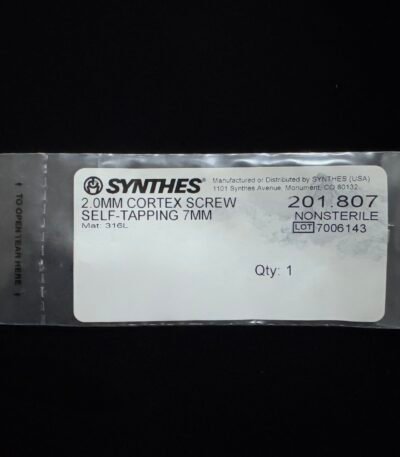 SYNTHES®
Manufactured or Distributed by SYNTHES (USA)
1101 Synthes Avenue, Monument, CO 80132
2.0MM CORTEX SCREW
SELF-TAPPING 7MM
Mat: 316L
201.807
NONSTERILE
LOT 7006143
Qty: 1
TO OPEN TEAR HERE